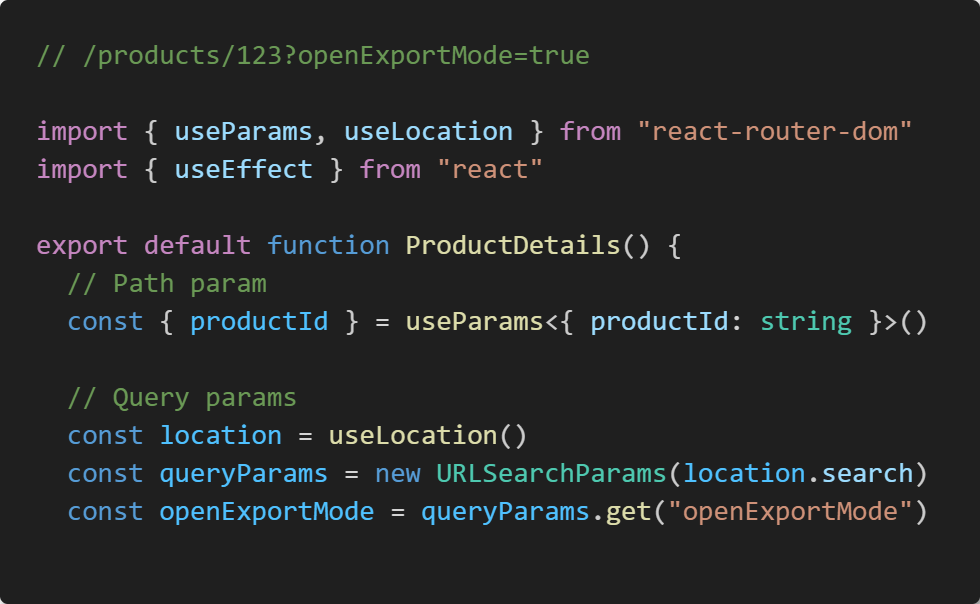 // /products/123?openExportMode=true
import { useParams, useLocation } from "react-router-dom"
import { useEffect } from "react"
export default function ProductDetails() {
// Path param
const { productId } = useParams<{ productId: string }>()
// Query params
const location = useLocation()
const queryParams = new URLSearchParams(location.search)
const openExportMode = queryParams.get("openExportMode")